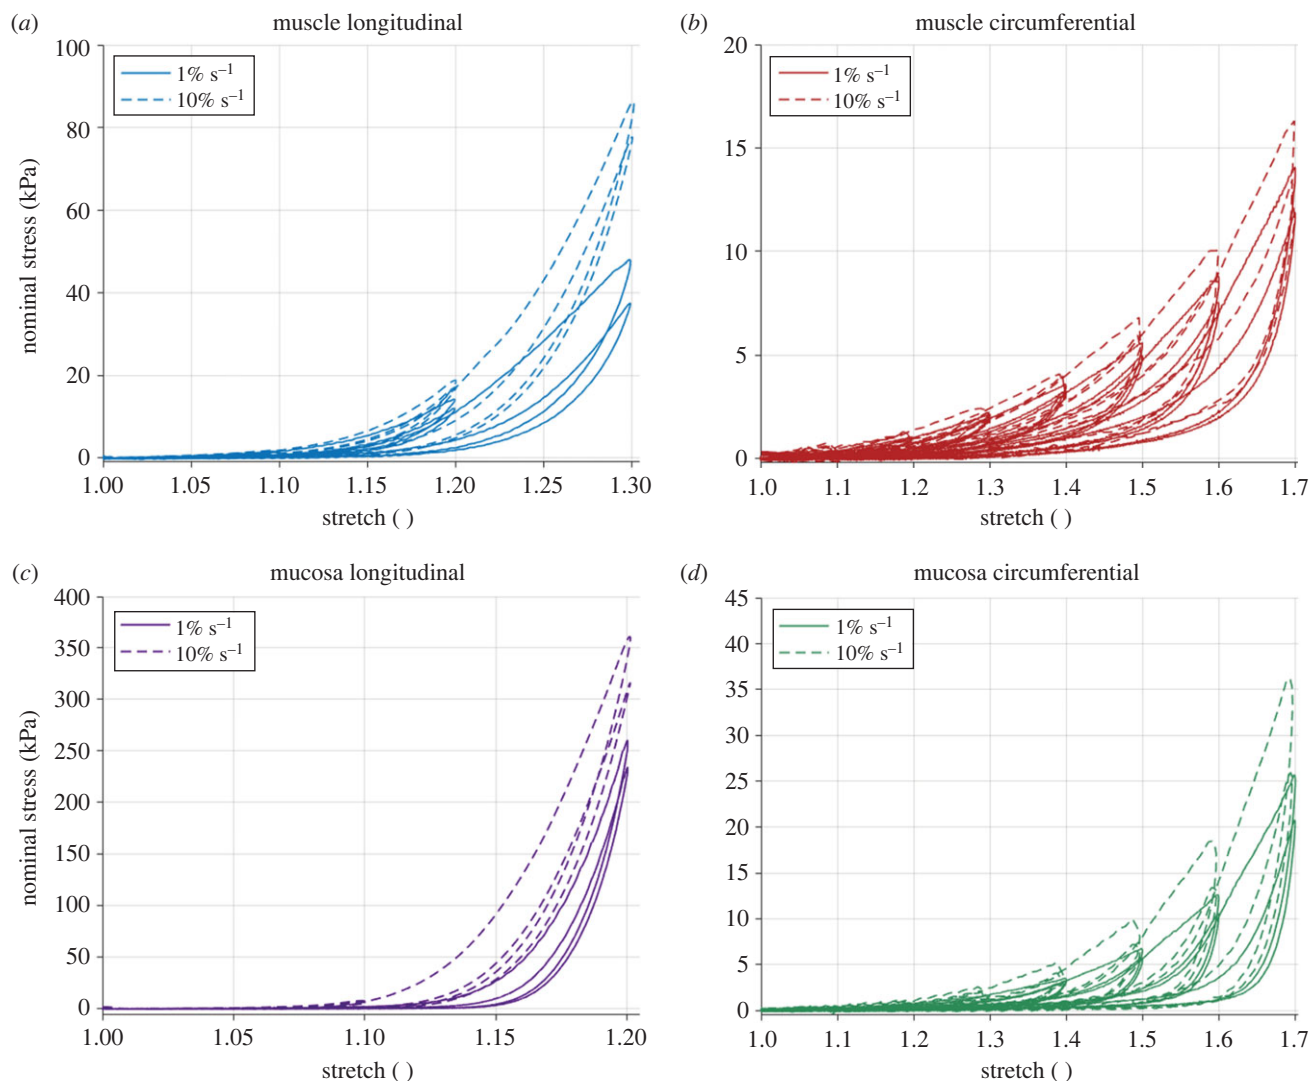 (a) muscle longitudinal
100
80
60
40
20
0
nominal stress (kPa)
1% s⁻¹
10% s⁻¹
1.00 1.05 1.10 1.15 1.20 1.25 1.30
stretch ( )
(b) muscle circumferential
20
15
10
5
0
1% s⁻¹
10% s⁻¹
1.0 1.1 1.2 1.3 1.4 1.5 1.6 1.7
stretch ( )
(c) mucosa longitudinal
400
350
300
250
200
150
100
50
0
nominal stress (kPa)
1% s⁻¹
10% s⁻¹
1.00 1.05 1.10 1.15 1.20
stretch ( )
(d) mucosa circumferential
45
40
35
30
25
20
15
10
5
0
1% s⁻¹
10% s⁻¹
1.0 1.1 1.2 1.3 1.4 1.5 1.6 1.7
stretch ( )